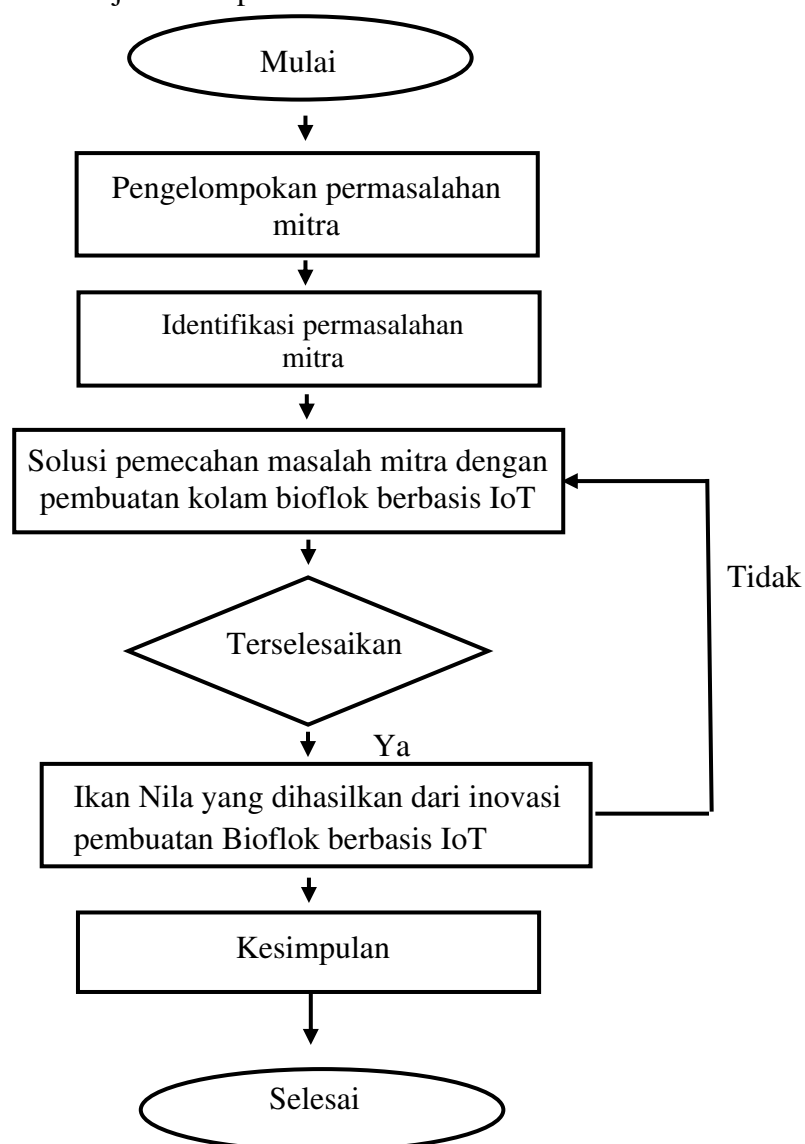 Mulai
Pengelompokan permasalahan
mitra
Identifikasi permasalahan
mitra
Solusi pemecahan masalah mitra dengan
pembuatan kolam bioflok berbasis IoT
Tidak
Terselesaikan
Ya
Ikan Nila yang dihasilkan dari inovasi
pembuatan Bioflok berbasis IoT
Kesimpulan
Selesai